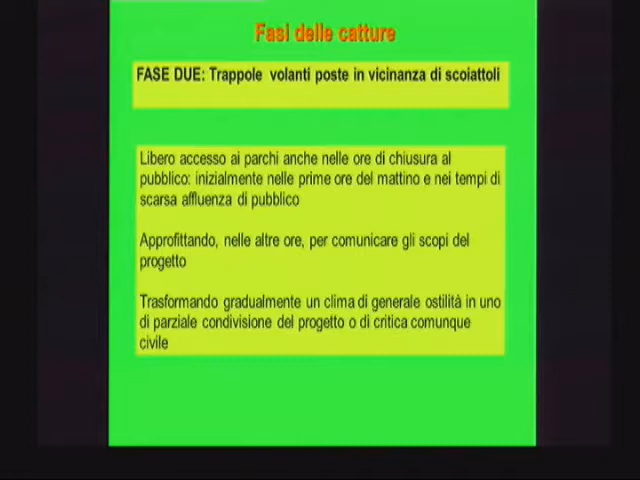 Fasi delle catture
FASE DUE: Trappole volanti poste in vicinanza di scoiattoli
Libero accesso ai parchi anche nelle ore di chiusura al
pubblico: inizialmente nelle prime ore del mattino e nei tempi di
scarsa affluenza di pubblico
Approfittando, nelle altre ore, per comunicare gli scopi del
progetto
Trasformando gradualmente un clima di generale ostilità in uno
di parziale condivisione del progetto o di critica comunque
civile